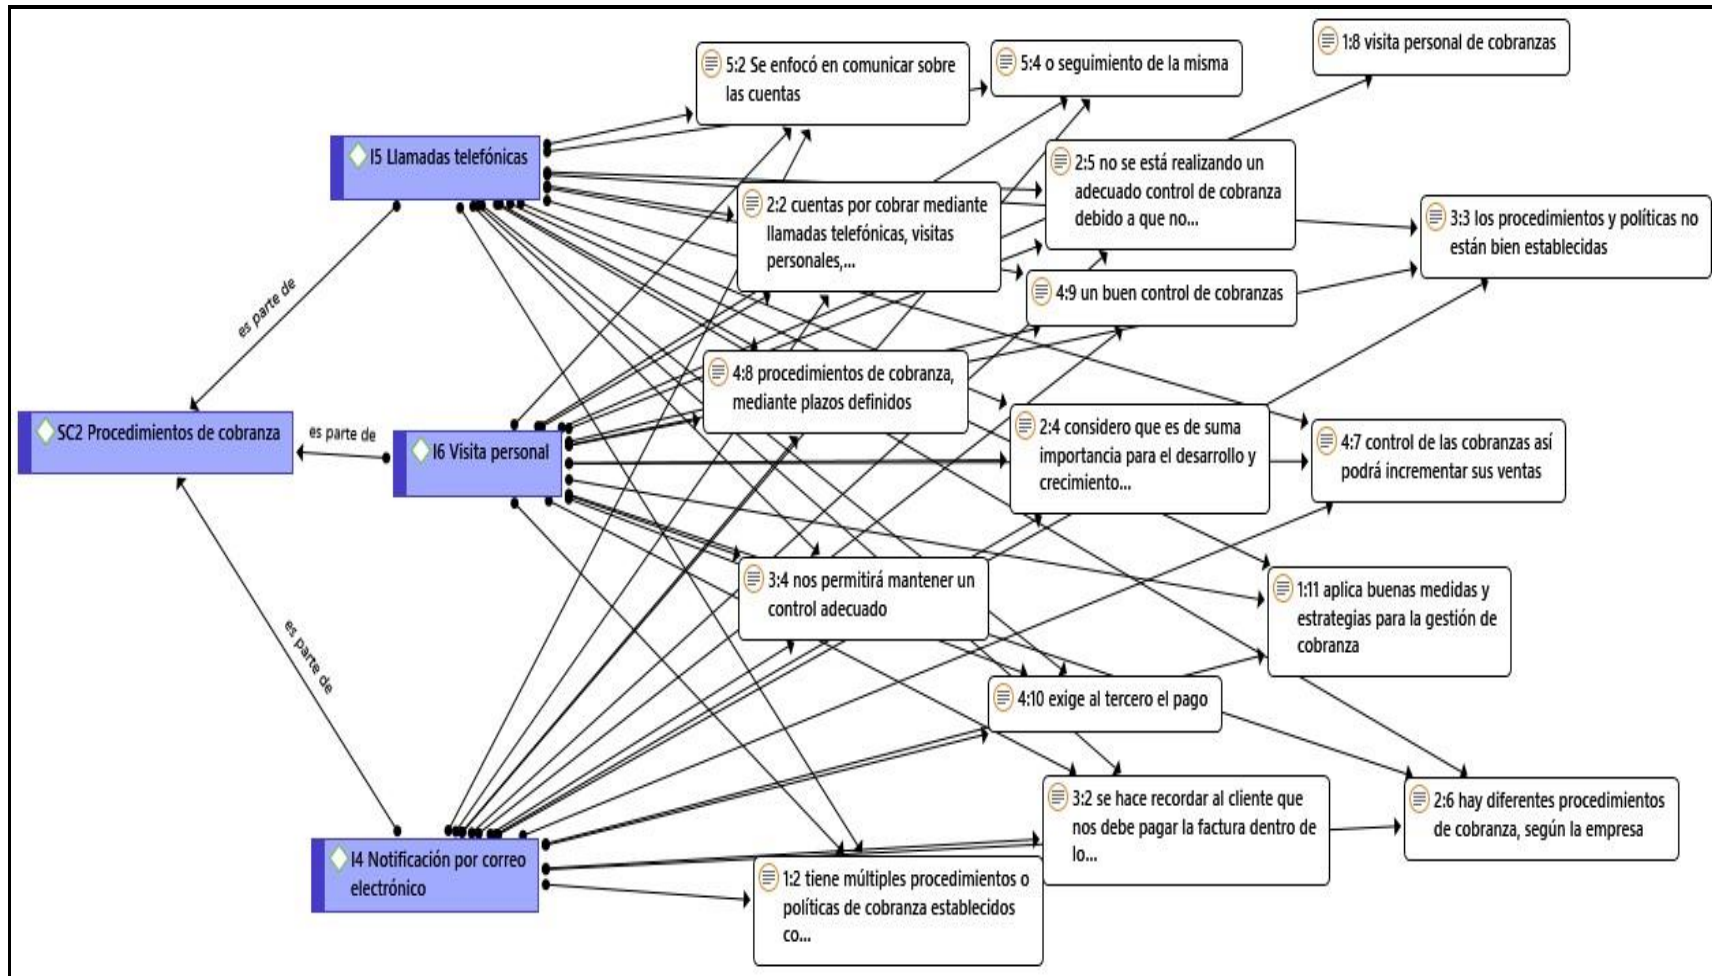 5:2 Se enfocó en comunicar sobre
las cuentas
5:4 o seguimiento de la misma
1:8 visita personal de cobranzas
I5 Llamadas telefónicas
2:5 no se está realizando un
adecuado control de cobranza
debido a que no...
2:2 cuentas por cobrar mediante
llamadas telefónicas, visitas
personales,...
3:3 los procedimientos y políticas no
están bien establecidas
4:9 un buen control de cobranzas
es parte de
4:8 procedimientos de cobranza,
mediante plazos definidos
SC2 Procedimientos de cobranza
es parte de
I6 Visita personal
2:4 considero que es de suma
importancia para el desarrollo y
crecimiento...
4:7 control de las cobranzas así
podrá incrementar sus ventas
3:4 nos permitirá mantener un
control adecuado
1:11 aplica buenas medidas y
estrategias para la gestión de
cobranza
es parte de
4:10 exige al tercero el pago
3:2 se hace recordar al cliente que
nos debe pagar la factura dentro de
lo...
2:6 hay diferentes procedimientos
de cobranza, según la empresa
I4 Notificación por correo
electrónico
1:2 tiene múltiples procedimientos o
políticas de cobranza establecidos
co...